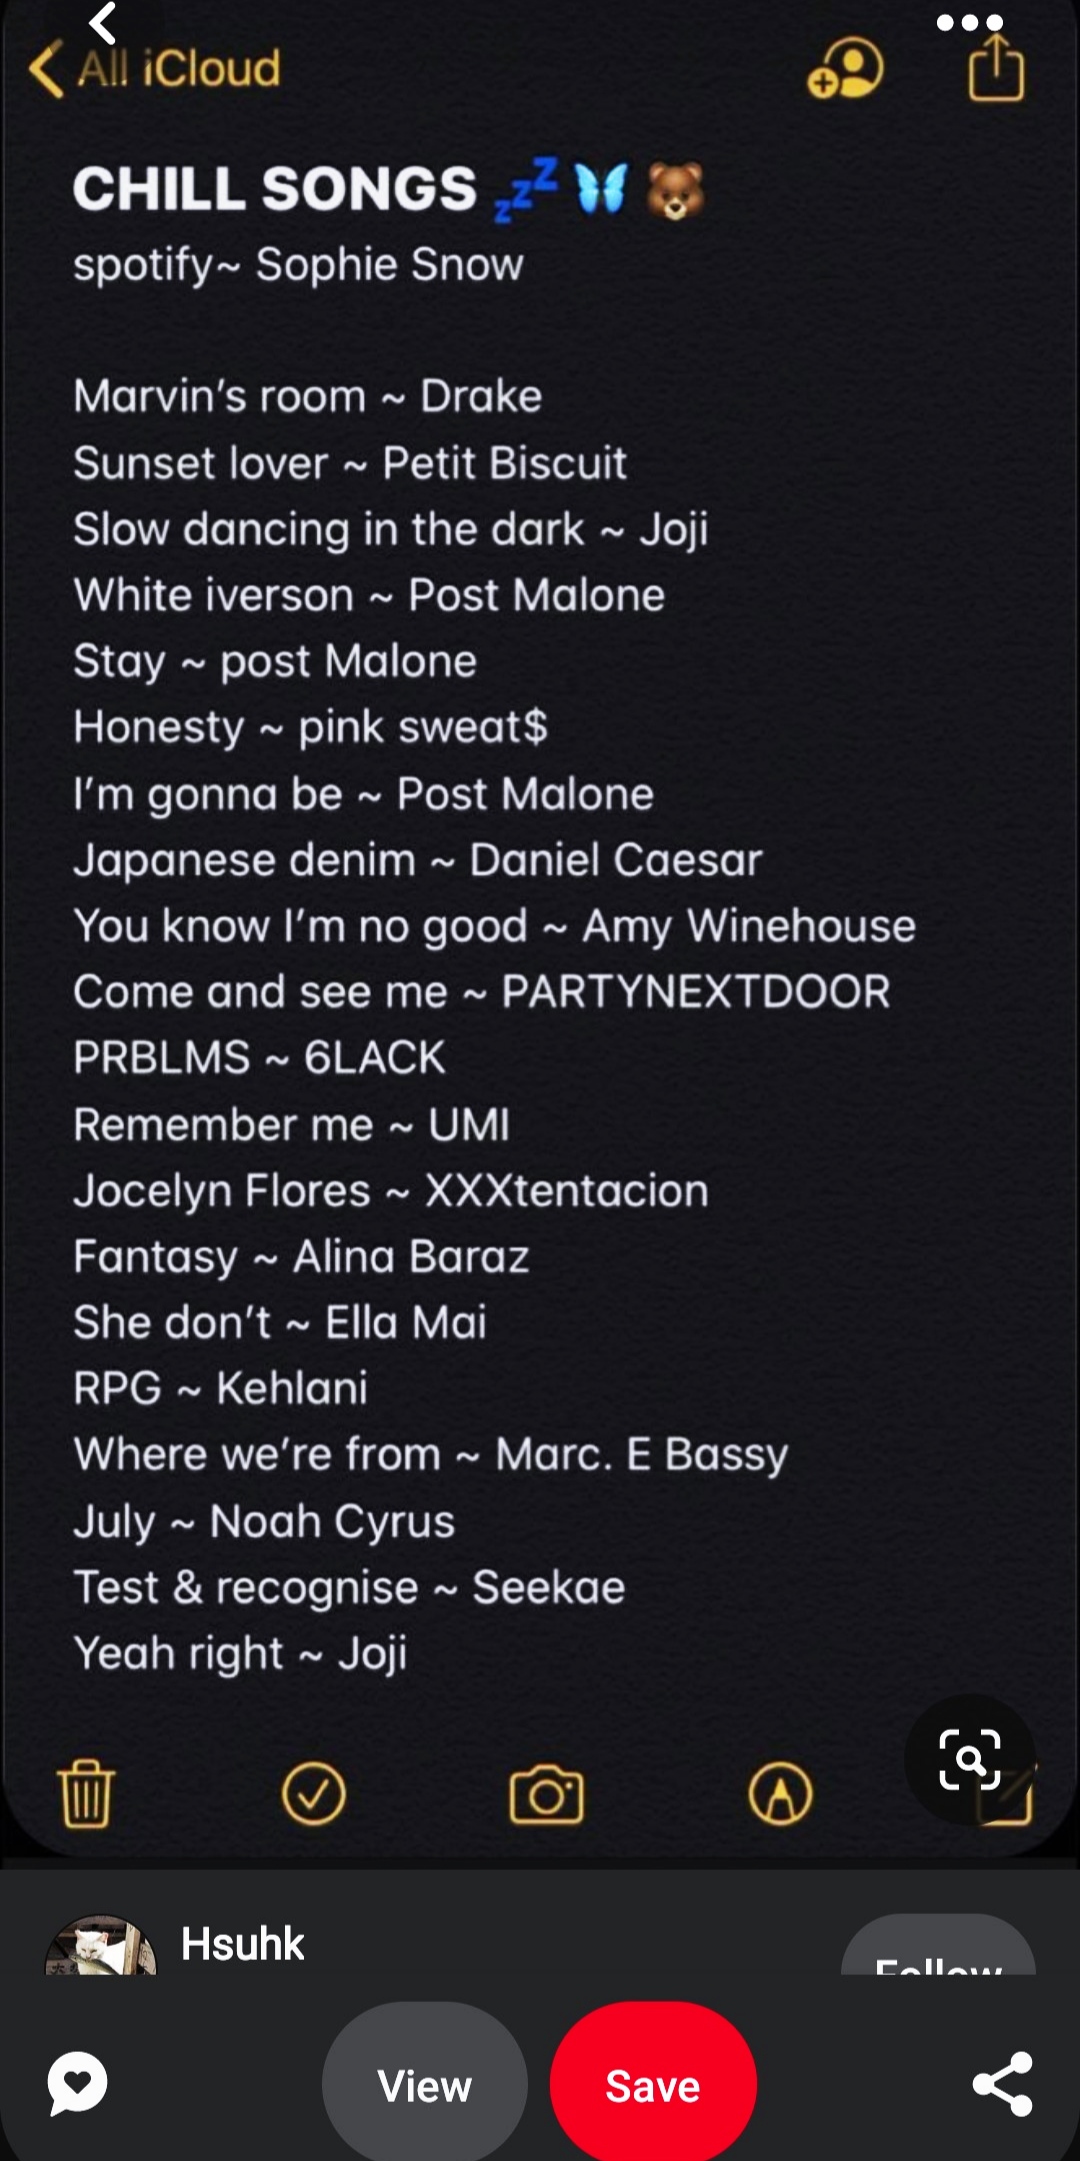 All iCloud
CHILL SONGS 💤🦋🐻
spotify~ Sophie Snow
Marvin's room ~ Drake
Sunset lover ~ Petit Biscuit
Slow dancing in the dark ~ Joji
White iverson ~ Post Malone
Stay ~ post Malone
Honesty ~ pink sweat$
I'm gonna be ~ Post Malone
Japanese denim ~ Daniel Caesar
You know I'm no good ~ Amy Winehouse
Come and see me ~ PARTYNEXTDOOR
PRBLMS ~ 6LACK
Remember me ~ UMI
Jocelyn Flores ~ XXXtentacion
Fantasy ~ Alina Baraz
She don't ~ Ella Mai
RPG ~ Kehlani
Where we're from ~ Marc. E Bassy
July ~ Noah Cyrus
Test & recognise ~ Seekae
Yeah right ~ Joji
Hsuhk
Follow
View
Save